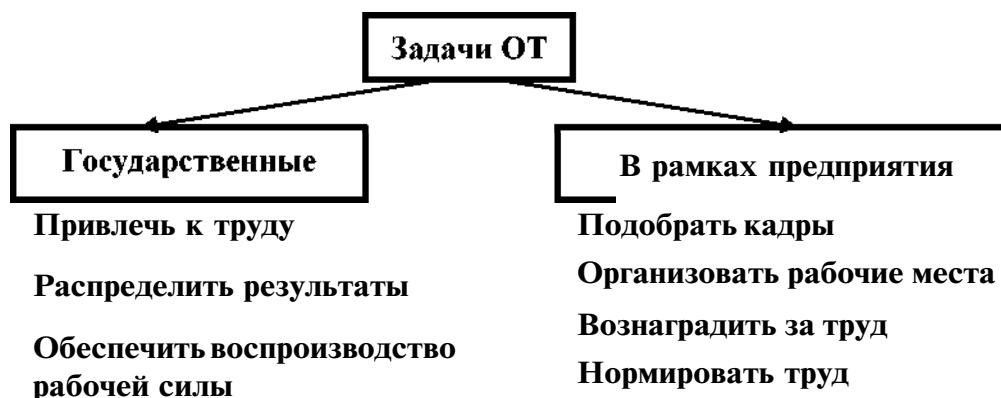 Задачи ОТ
Государственные
Привлечь к труду
Распределить результаты
Обеспечить воспроизводство
рабочей силы
В рамках предприятия
Подобрать кадры
Организовать рабочие места
Вознаградить за труд
Нормировать труд